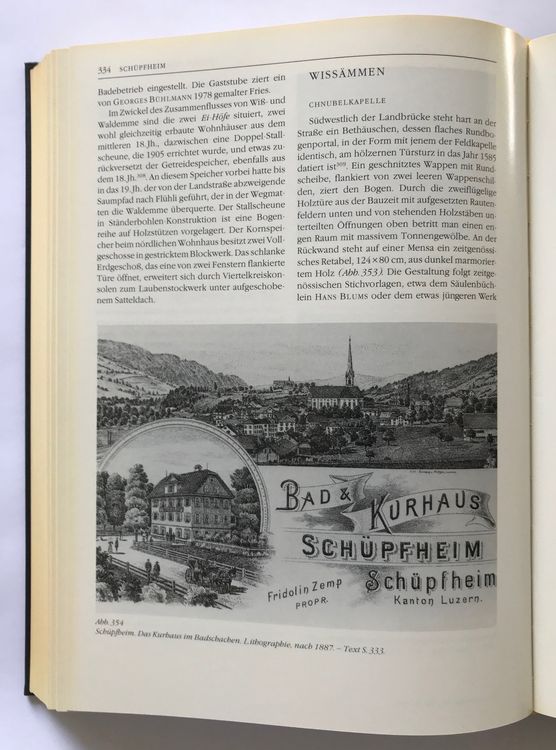 334 SCHÜPFHEIM
Badebetrieb eingestellt. Die Gaststube ziert ein
von GEORGES BÜHLMANN 1978 gemalter Fries.
Im Zwickel des Zusammenflusses von Wiß- und
Waldemme sind die zwei Ei-Höfe situiert, zwei
wohl gleichzeitig erbaute Wohnhäuser aus dem
mittleren 18. Jh., dazwischen eine Doppel-Stall-
scheune, die 1905 errichtet wurde, und etwas zu-
rückversetzt der Getreidespeicher, ebenfalls aus
dem 18. Jh.³⁰⁸. An diesem Speicher vorbei hatte bis
in das 19. Jh. der von der Landstraße abzweigende
Saumpfad nach Flühli geführt, der in der Wegmat-
ten die Waldemme überquerte. Der Stallscheune
in Ständerbohlen-Konstruktion ist eine Bogen-
reihe auf Holzstützen vorgelagert. Der Kornspei-
cher beim nördlichen Wohnhaus besitzt zwei Voll-
geschosse in gestricktem Blockwerk. Das schlanke
Erdgeschoß, das eine von zwei Fenstern flankierte
Türe öffnet, erweitert sich durch Viertelkreiskon-
solen zum Laubenstockwerk unter aufgeschobe-
nem Satteldach.
WISSÄMMEN
CHNUBELKAPELLE
Südwestlich der Landbrücke steht hart an der
Straße ein Bethäuschen, dessen flaches Rundbo-
genportal, in der Form mit jenem der Feldkapelle
identisch, am hölzernen Türsturz in das Jahr 1585
datiert ist³⁰⁹. Ein geschnitztes Wappen mit Rund-
scheibe, flankiert von zwei leeren Wappenschil-
den, ziert den Bogen. Durch die zweiflügelige
Holztüre aus der Bauzeit mit aufgesetzten Rauten-
feldern unten und von stehenden Holzstäben un-
terteilten Öffnungen oben betritt man einen en-
gen Raum mit massivem Tonnengewölbe. An der
Rückwand steht auf einer Mensa ein zeitgenössi-
sches Retabel, 124 × 80 cm, aus dunkel marmorier-
tem Holz (Abb. 353). Die Gestaltung folgt zeitge-
nössischen Stichvorlagen, etwa dem Säulenbüch-
lein HANS BLUMS oder dem etwas jüngeren Werk
BAD & KURHAUS
SCHÜPFHEIM
Fridolin Zemp
PROPR.
Schüpfheim
Kanton Luzern.
Abb. 354
Schüpfheim. Das Kurhaus im Badschachen. Lithographie, nach 1887. – Text S. 333.